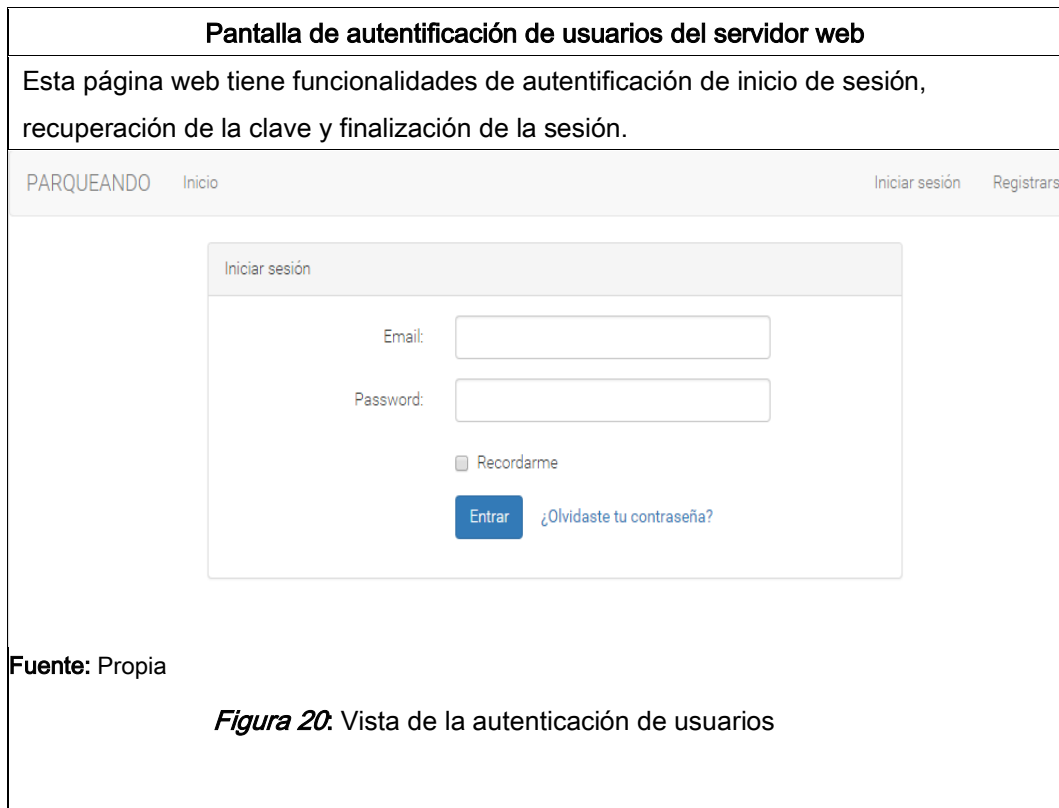 Pantalla de autentificación de usuarios del servidor web
Esta página web tiene funcionalidades de autentificación de inicio de sesión,
recuperación de la clave y finalización de la sesión.
PARQUEANDO Inicio Iniciar sesión Registrars
Iniciar sesión
Email:
Password:
Recordarme
Entrar ¿Olvidaste tu contraseña?
Fuente: Propia
Figura 20: Vista de la autenticación de usuarios